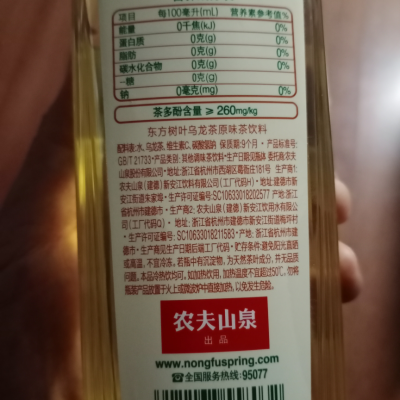 项目 每100毫升(mL) 营养素参考值%
能量 0千焦(kJ) 0%
蛋白质 0克(g) 0%
脂肪 0克(g) 0%
碳水化合物 0克(g) 0%
—糖 0克(g)
钠 0毫克(mg) 0%
茶多酚含量 ≥ 260mg/kg
东方树叶乌龙茶原味茶饮料
配料表:水、乌龙茶、维生素C、碳酸氢钠 保质期:9个月 • 产品标准号:
GB/T 21733 • 产品类别:其他调味茶饮料 • 生产日期见瓶体 委托商:农夫
山泉股份有限公司 地址:浙江省杭州市西湖区葛衙庄181号 生产商1:
农夫山泉(建德)新安江饮料有限公司(工厂代码H) • 地址:建德市新
安江街道朱家埠 • 生产许可证编号:SC10633018202577 产地:浙江
省杭州市建德市 • 生产商2:农夫山泉(建德)新安江饮用水有限公
司(工厂代码Q) • 地址:浙江省杭州市建德市新安江街道梅坪村
• 生产许可证编号:SC10633018211583 • 产地:浙江省杭州市建德
市 • 生产商见生产日期后端工厂代码 • 贮存条件:避免阳光直晒
或高温,不宜冷冻。若瓶中有沉淀物,为天然茶叶成分,并无质量
问题。本品冷热饮均可,如加热饮用,加热温度不宜超过50℃,勿将
瓶装产品放置于火上或微波炉中直接加热,以免发生危险。
农夫山泉
出品
www.nongfuspring.com
全国服务热线:95077